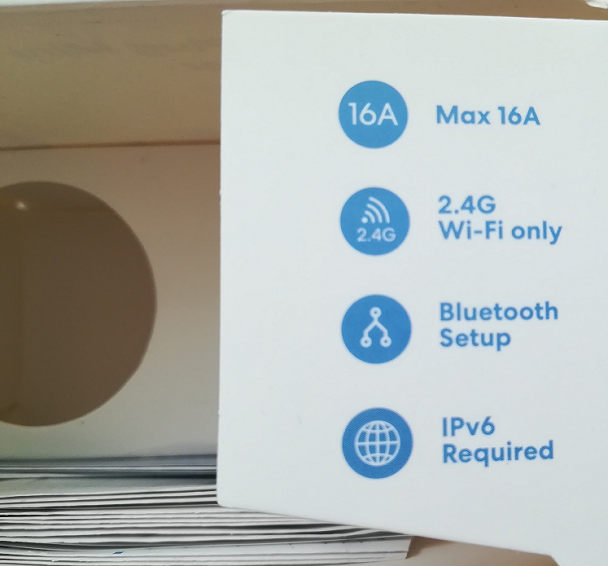 16A
Max 16A
2.4G
2.4G
Wi-Fi only
Bluetooth
Setup
IPv6
Required